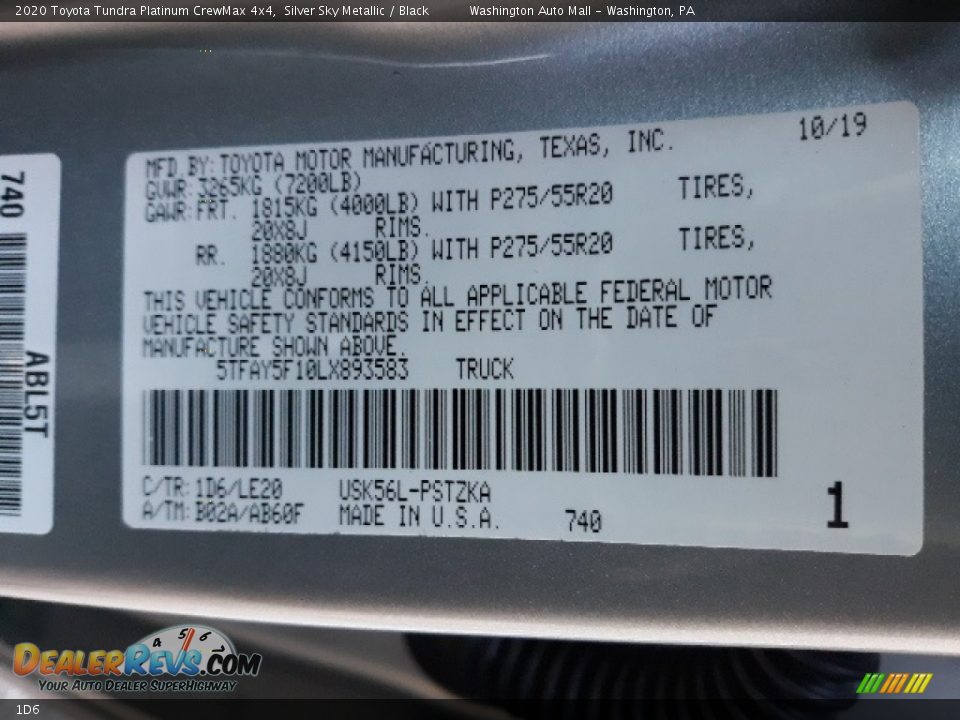 2020 Toyota Tundra Platinum CrewMax 4x4, Silver Sky Metallic / Black Washington Auto Mall - Washington, PA
740
ABL5T
10/19
MFD BY: TOYOTA MOTOR MANUFACTURING, TEXAS, INC.
GVWR: 3265KG (7200LB)
GAWR: FRT. 1815KG (4000LB) WITH P275/55R20 TIRES,
20X8J RIMS.
RR. 1880KG (4150LB) WITH P275/55R20 TIRES,
20X8J RIMS.
THIS VEHICLE CONFORMS TO ALL APPLICABLE FEDERAL MOTOR
VEHICLE SAFETY STANDARDS IN EFFECT ON THE DATE OF
MANUFACTURE SHOWN ABOVE.
5TFAY5F10LX893583 TRUCK
C/TR: 1D6/LE20 USK56L-PSTZKA
A/TM: B02A/AB60F MADE IN U.S.A. 740
1
4 5 6
DEALERREVS.COM
YOUR AUTO DEALER SUPERHIGHWAY
1D6